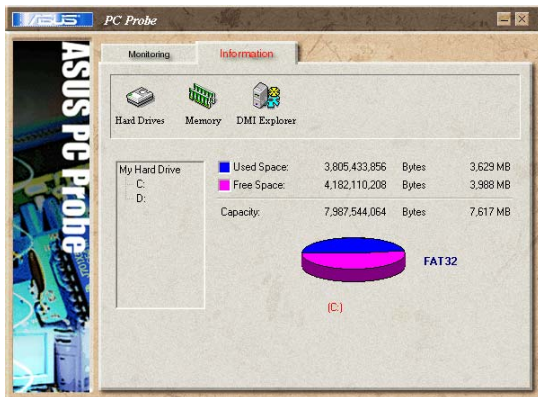 ASUS PC Probe
ASUS PC Probe
Monitoring Information
Hard Drives Memory DMI Explorer
My Hard Drive
C:
D:
Used Space: 3,805,433,856 Bytes 3,629 MB
Free Space: 4,182,110,208 Bytes 3,988 MB
Capacity: 7,987,544,064 Bytes 7,617 MB
FAT32
(C:)